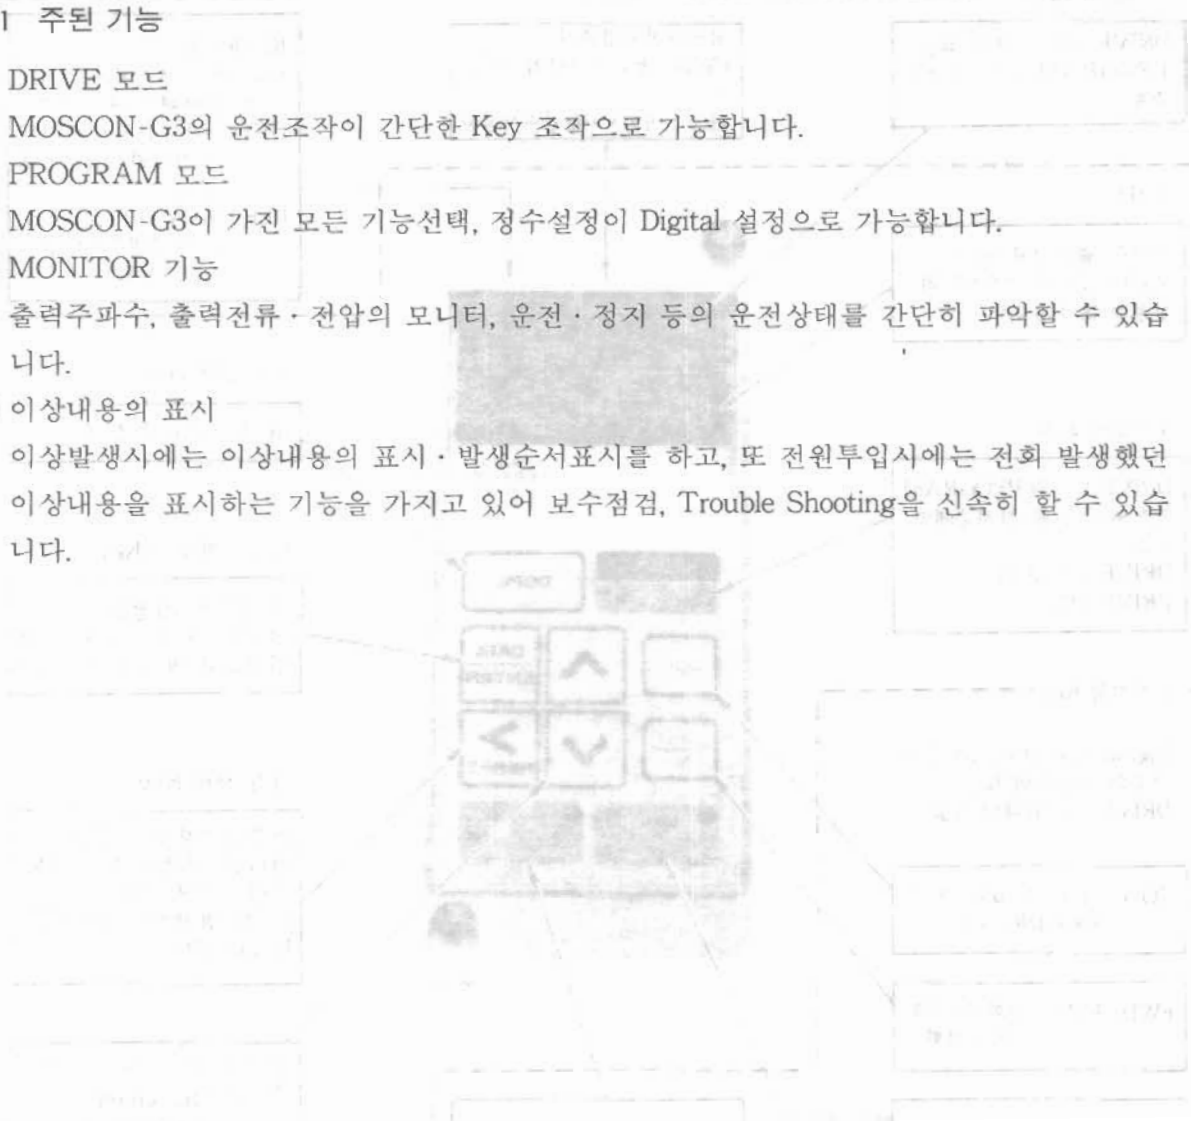 1 주된 기능
DRIVE 모드
MOSCON-G3의 운전조작이 간단한 Key 조작으로 가능합니다.
PROGRAM 모드
MOSCON-G3이 가진 모든 기능선택, 정수설정이 Digital 설정으로 가능합니다.
MONITOR 기능
출력주파수, 출력전류 · 전압의 모니터, 운전 · 정지 등의 운전상태를 간단히 파악할 수 있습
니다.
이상내용의 표시
이상발생시에는 이상내용의 표시 · 발생순서표시를 하고, 또 전원투입시에는 전회 발생했던
이상내용을 표시하는 기능을 가지고 있어 보수점검, Trouble Shooting을 신속히 할 수 있습
니다.